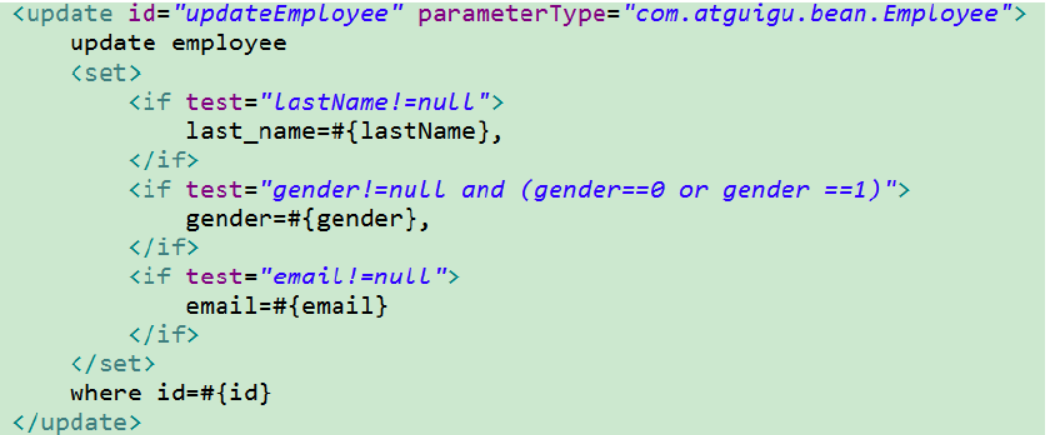 <update id="updateEmployee" parameterType="com.atguigu.bean.Employee">
    update employee
    <set>
        <if test="lastName!=null">
            last_name=#{lastName},
        </if>
        <if test="gender!=null and (gender==0 or gender ==1)">
            gender=#{gender},
        </if>
        <if test="email!=null">
            email=#{email}
        </if>
    </set>
    where id=#{id}
</update>